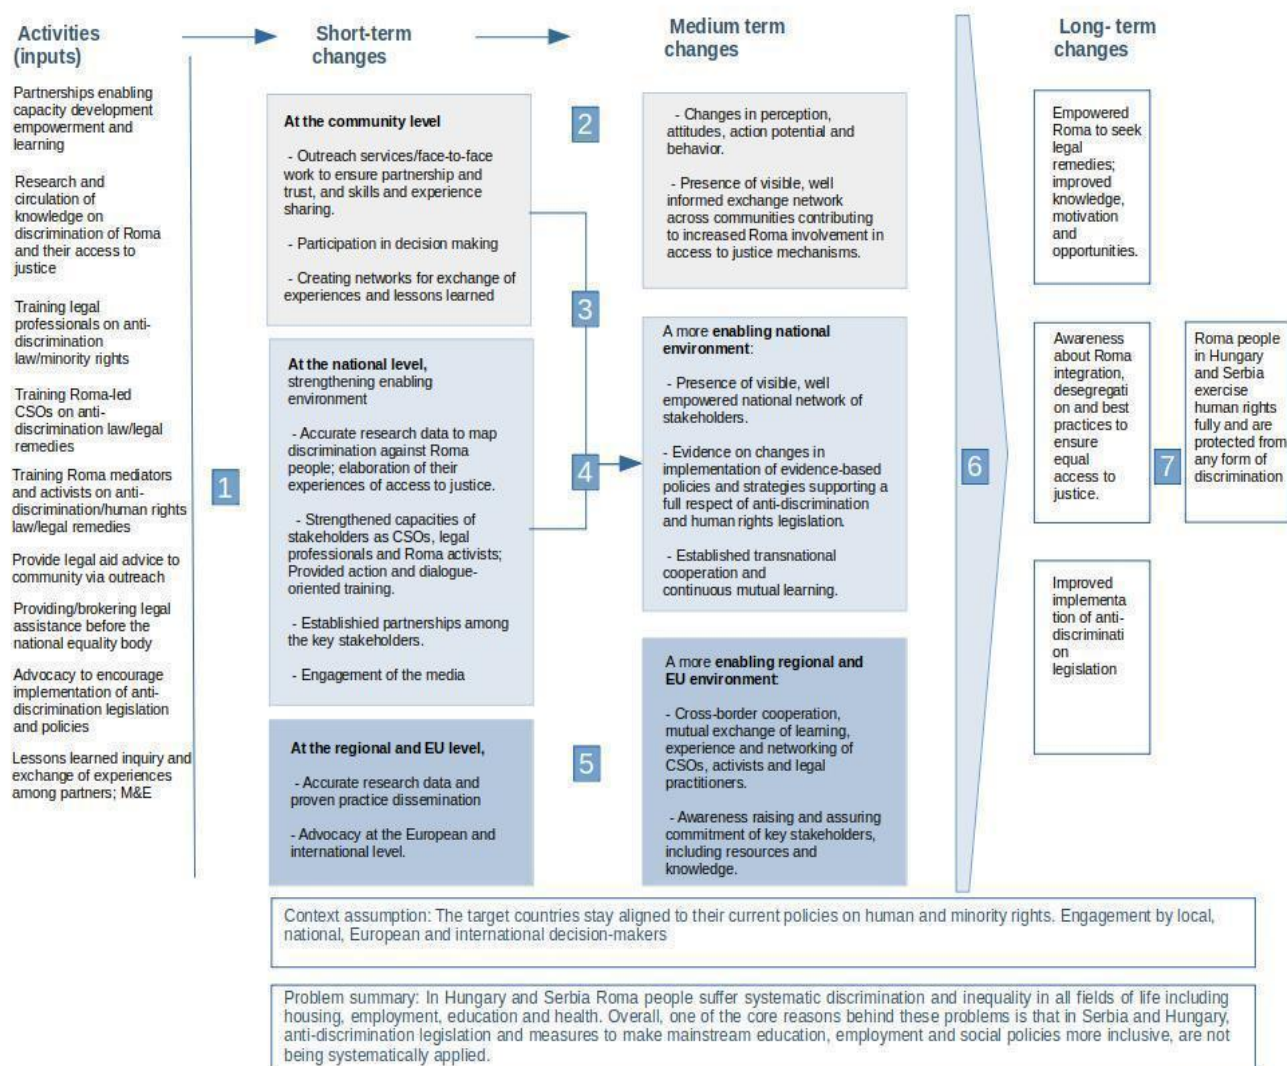 Activities
(inputs)
Short-term
changes
Medium term
changes
Long- term
changes
Partnerships enabling
capacity development
empowerment and
learning
Research and
circulation of
knowledge on
discrimination of Roma
and their access to
justice
Training legal
professionals on anti-
discrimination
law/minority rights
Training Roma-led
CSOs on anti-
discrimination law/legal
remedies
Training Roma mediators
and activists on anti-
discrimination/human rights
law/legal remedies
Provide legal aid advice to
community via outreach
Providing/brokering legal
assistance before the
national equality body
Advocacy to encourage
implementation of anti-
discrimination legislation
and policies
Lessons learned inquiry and
exchange of experiences
among partners; M&E
1
At the community level
- Outreach services/face-to-face
work to ensure partnership and
trust, and skills and experience
sharing.
- Participation in decision making
- Creating networks for exchange of
experiences and lessons learned
At the national level,
strengthening enabling
environment
- Accurate research data to map
discrimination against Roma
people; elaboration of their
experiences of access to justice.
- Strengthened capacities of
stakeholders as CSOs, legal
professionals and Roma activists;
Provided action and dialogue-
oriented training.
- Establishied partnerships among
the key stakeholders.
- Engagement of the media
At the regional and EU level,
- Accurate research data and
proven practice dissemination
- Advocacy at the European and
international level.
2
3
4
5
- Changes in perception,
attitudes, action potential and
behavior.
- Presence of visible, well
informed exchange network
across communities contributing
to increased Roma involvement in
access to justice mechanisms.
A more enabling national
environment:
- Presence of visible, well
empowered national network of
stakeholders.
- Evidence on changes in
implementation of evidence-based
policies and strategies supporting a
full respect of anti-discrimination
and human rights legislation.
- Established transnational
cooperation and
continuous mutual learning.
A more enabling regional and
EU environment:
- Cross-border cooperation,
mutual exchange of learning,
experience and networking of
CSOs, activists and legal
practitioners.
- Awareness raising and assuring
commitment of key stakeholders,
including resources and
knowledge.
6
Empowered
Roma to seek
legal
remedies;
improved
knowledge,
motivation
and
opportunities.
Awareness
about Roma
integration,
desegregati
on and best
practices to
ensure
equal
access to
justice.
Improved
implementa
tion of anti-
discriminati
on
legislation
7
Roma people
in Hungary
and Serbia
exercise
human rights
fully and are
protected from
any form of
discrimination
Context assumption: The target countries stay aligned to their current policies on human and minority rights. Engagement by local,
national, European and international decision-makers
Problem summary: In Hungary and Serbia Roma people suffer systematic discrimination and inequality in all fields of life including
housing, employment, education and health. Overall, one of the core reasons behind these problems is that in Serbia and Hungary,
anti-discrimination legislation and measures to make mainstream education, employment and social policies more inclusive, are not
being systematically applied.